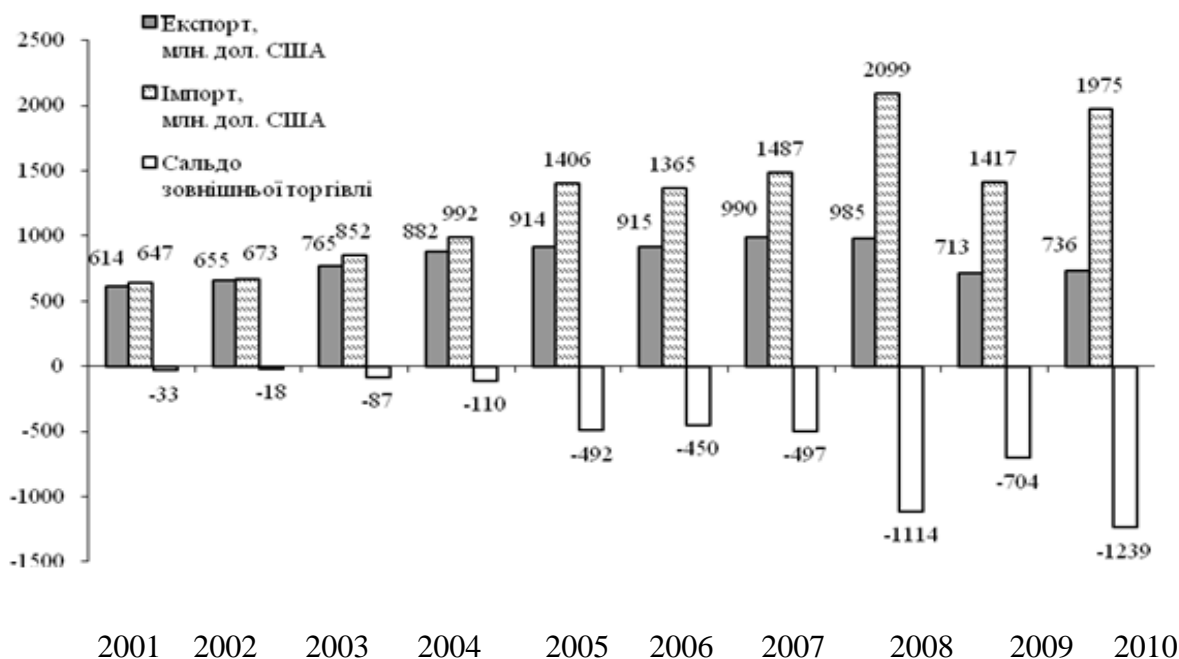 Експорт,
млн. дол. США
Імпорт,
млн. дол. США
Сальдо
зовнішньої торгівлі
2500
2000
1500
1000
500
0
-500
-1000
-1500
614 647 655 673 765 852 882 992 914 1406 915 1365 990 1487 985 2099 713 1417 736 1975
-33 -18 -87 -110 -492 -450 -497 -1114 -704 -1239
2001 2002 2003 2004 2005 2006 2007 2008 2009 2010